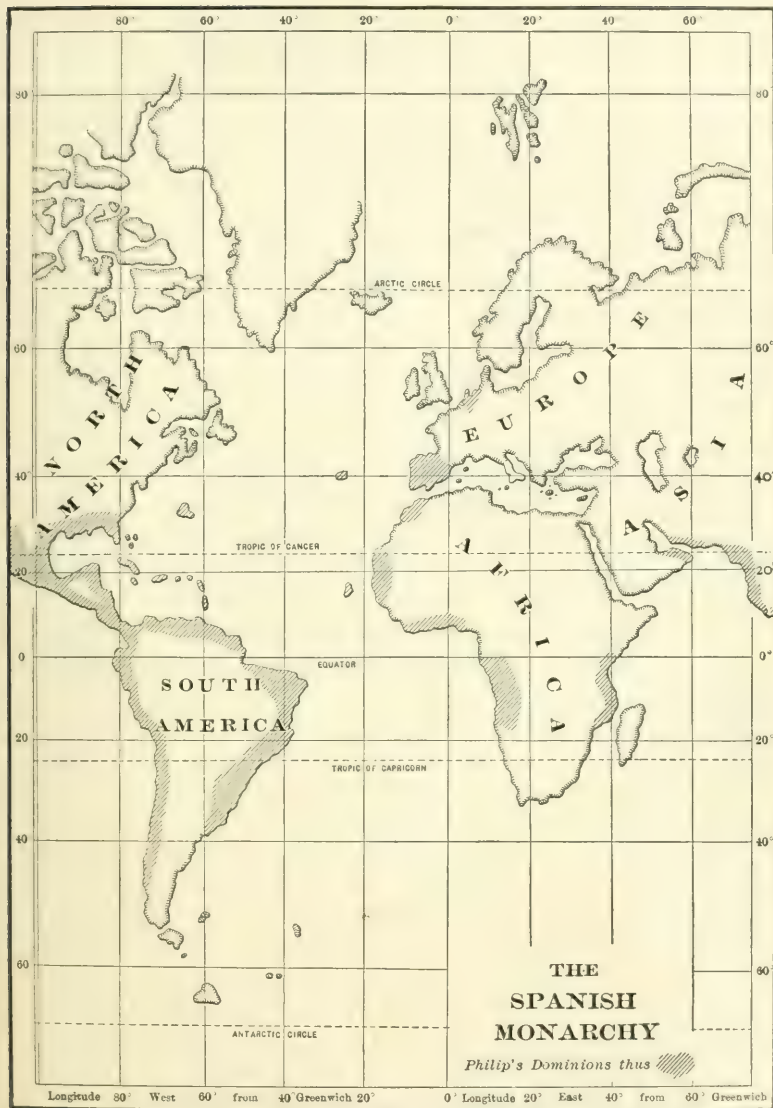 80° 60° 40° 20° 0° 20° 40° 60°
80 80°
ARCTIC CIRCLE
60 60°
NORTH AMERICA
EUROPE
ASIA
40 40°
TROPIC OF CANCER
20 20°
AFRICA
0° 0°
EQUATOR
SOUTH
AMERICA
20 20°
TROPIC OF CAPRICORN
40 40°
60 60°
THE
SPANISH
MONARCHY
ANTARCTIC CIRCLE
Philip's Dominions thus
Longitude 80° West 60° from 40° Greenwich 20° 0° Longitude 20° East 40° from 60° Greenwich